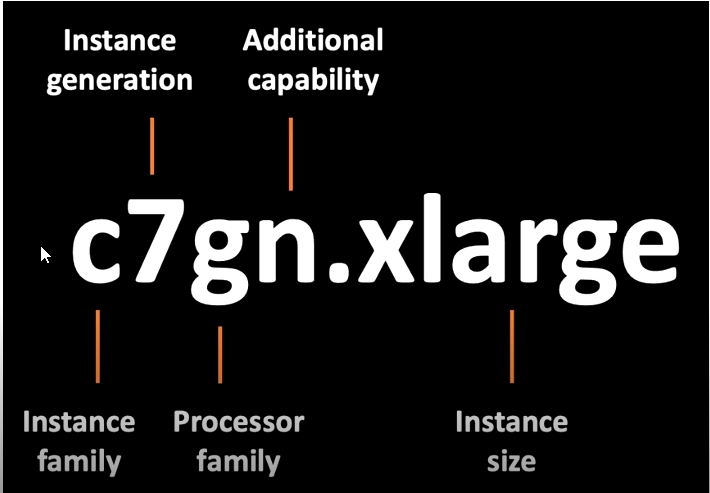 Instance
generation
Additional
capability
c7gn.xlarge
Instance
family
Processor
family
Instance
size